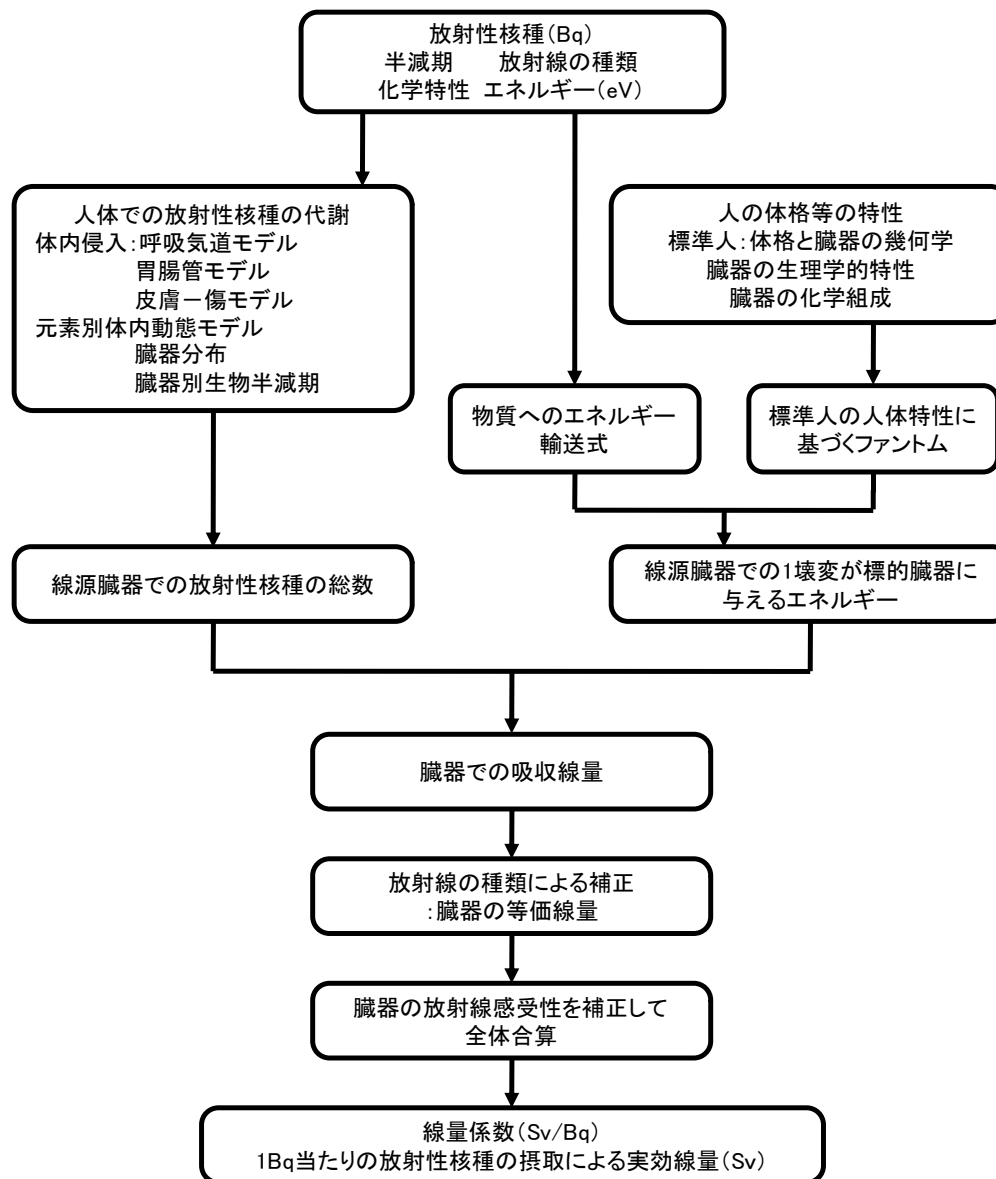 放射性核種(Bq)
半減期　　放射線の種類
化学特性 エネルギー(eV)
人体での放射性核種の代謝
体内侵入:呼吸気道モデル
胃腸管モデル
皮膚－傷モデル
元素別体内動態モデル
臓器分布
臓器別生物半減期
人の体格等の特性
標準人:体格と臓器の幾何学
臓器の生理学的特性
臓器の化学組成
物質へのエネルギー
輸送式
標準人の人体特性に
基づくファントム
線源臓器での放射性核種の総数
線源臓器での1壊変が標的臓器に
与えるエネルギー
臓器での吸収線量
放射線の種類による補正
:臓器の等価線量
臓器の放射線感受性を補正して
全体合算
線量係数(Sv/Bq)
1Bq当たりの放射性核種の摂取による実効線量(Sv)